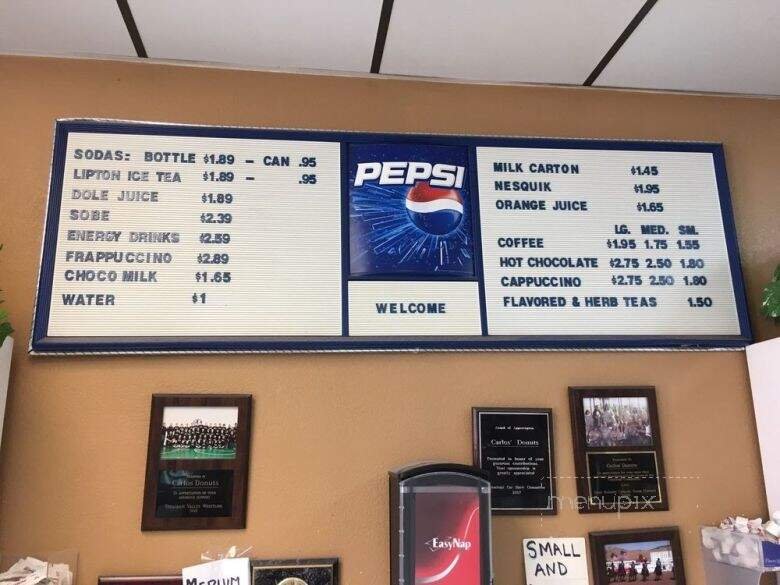 SODAS: BOTTLE $1.89 - CAN .95
LIPTON ICE TEA $1.89 - .95
DOLE JUICE $1.89
SOBE $2.39
ENERGY DRINKS $2.59
FRAPPUCCINO $2.89
CHOCO MILK $1.65
WATER $1
PEPSI
WELCOME
MILK CARTON $1.45
NESQUIK $1.95
ORANGE JUICE $1.65
LG. MED. SM.
COFFEE $1.95 1.75 1.55
HOT CHOCOLATE $2.75 2.50 1.80
CAPPUCCINO $2.75 2.50 1.80
FLAVORED & HERB TEAS 1.50
Carlos Donuts
Carlos' Donuts
EasyNap
menupix
SMALL
AND
MEDIUM